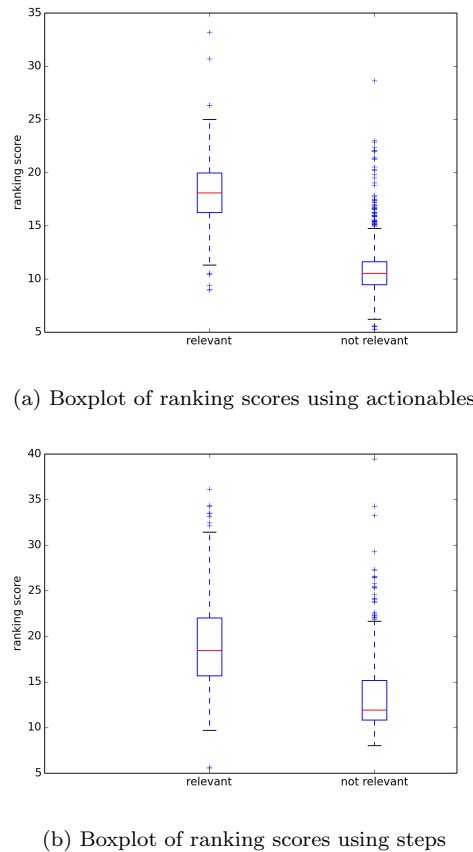 35
30
25
20
15
10
5
ranking score
relevant not relevant
(a) Boxplot of ranking scores using actionables
40
35
30
25
20
15
10
5
ranking score
relevant not relevant
(b) Boxplot of ranking scores using steps